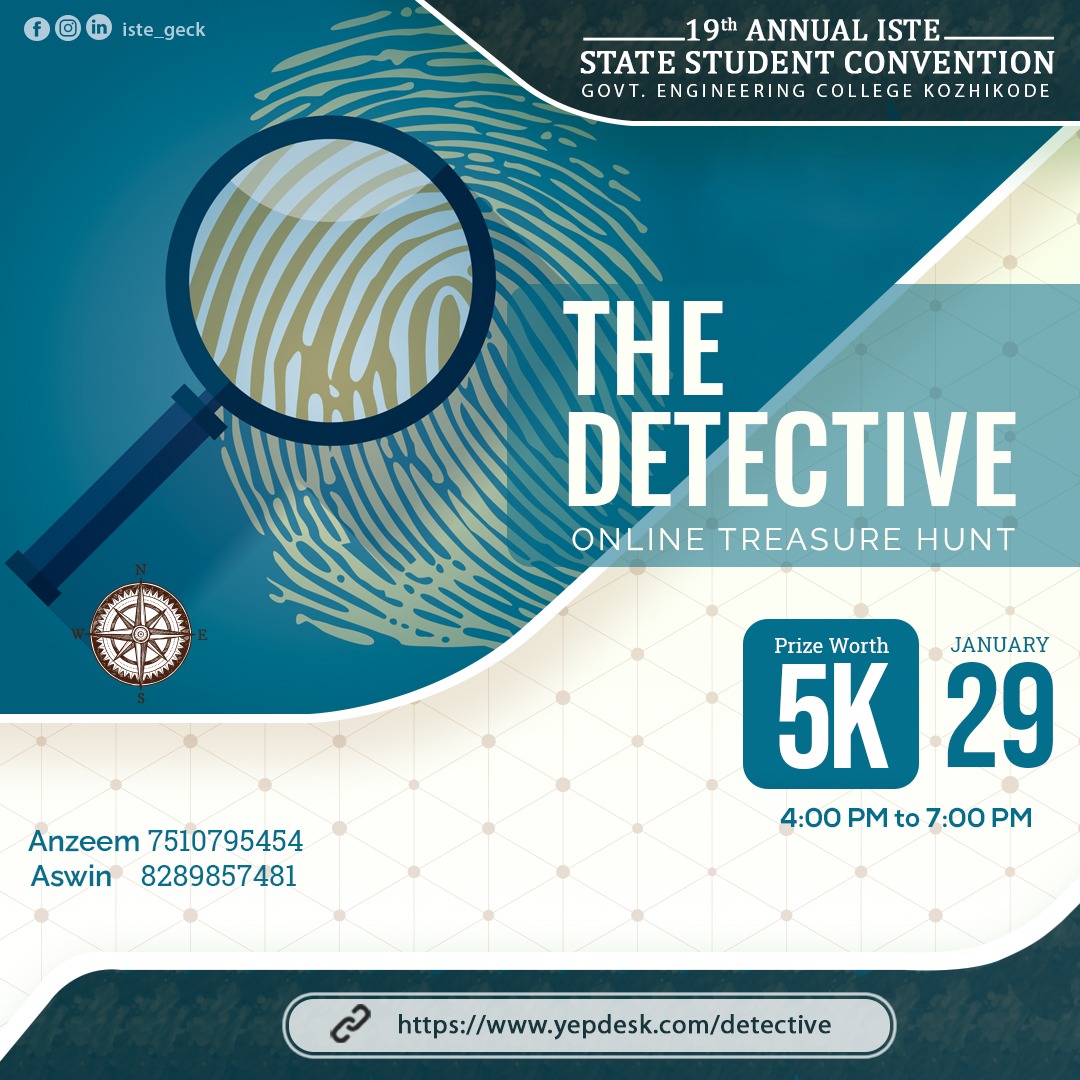 iste_geck
19th ANNUAL ISTE
STATE STUDENT CONVENTION
GOVT. ENGINEERING COLLEGE KOZHIKODE
THE
DETECTIVE
ONLINE TREASURE HUNT
N
W E
S
Prize Worth
5K
JANUARY
29
4:00 PM to 7:00 PM
Anzeem 7510795454
Aswin 8289857481
https://www.yepdesk.com/detective